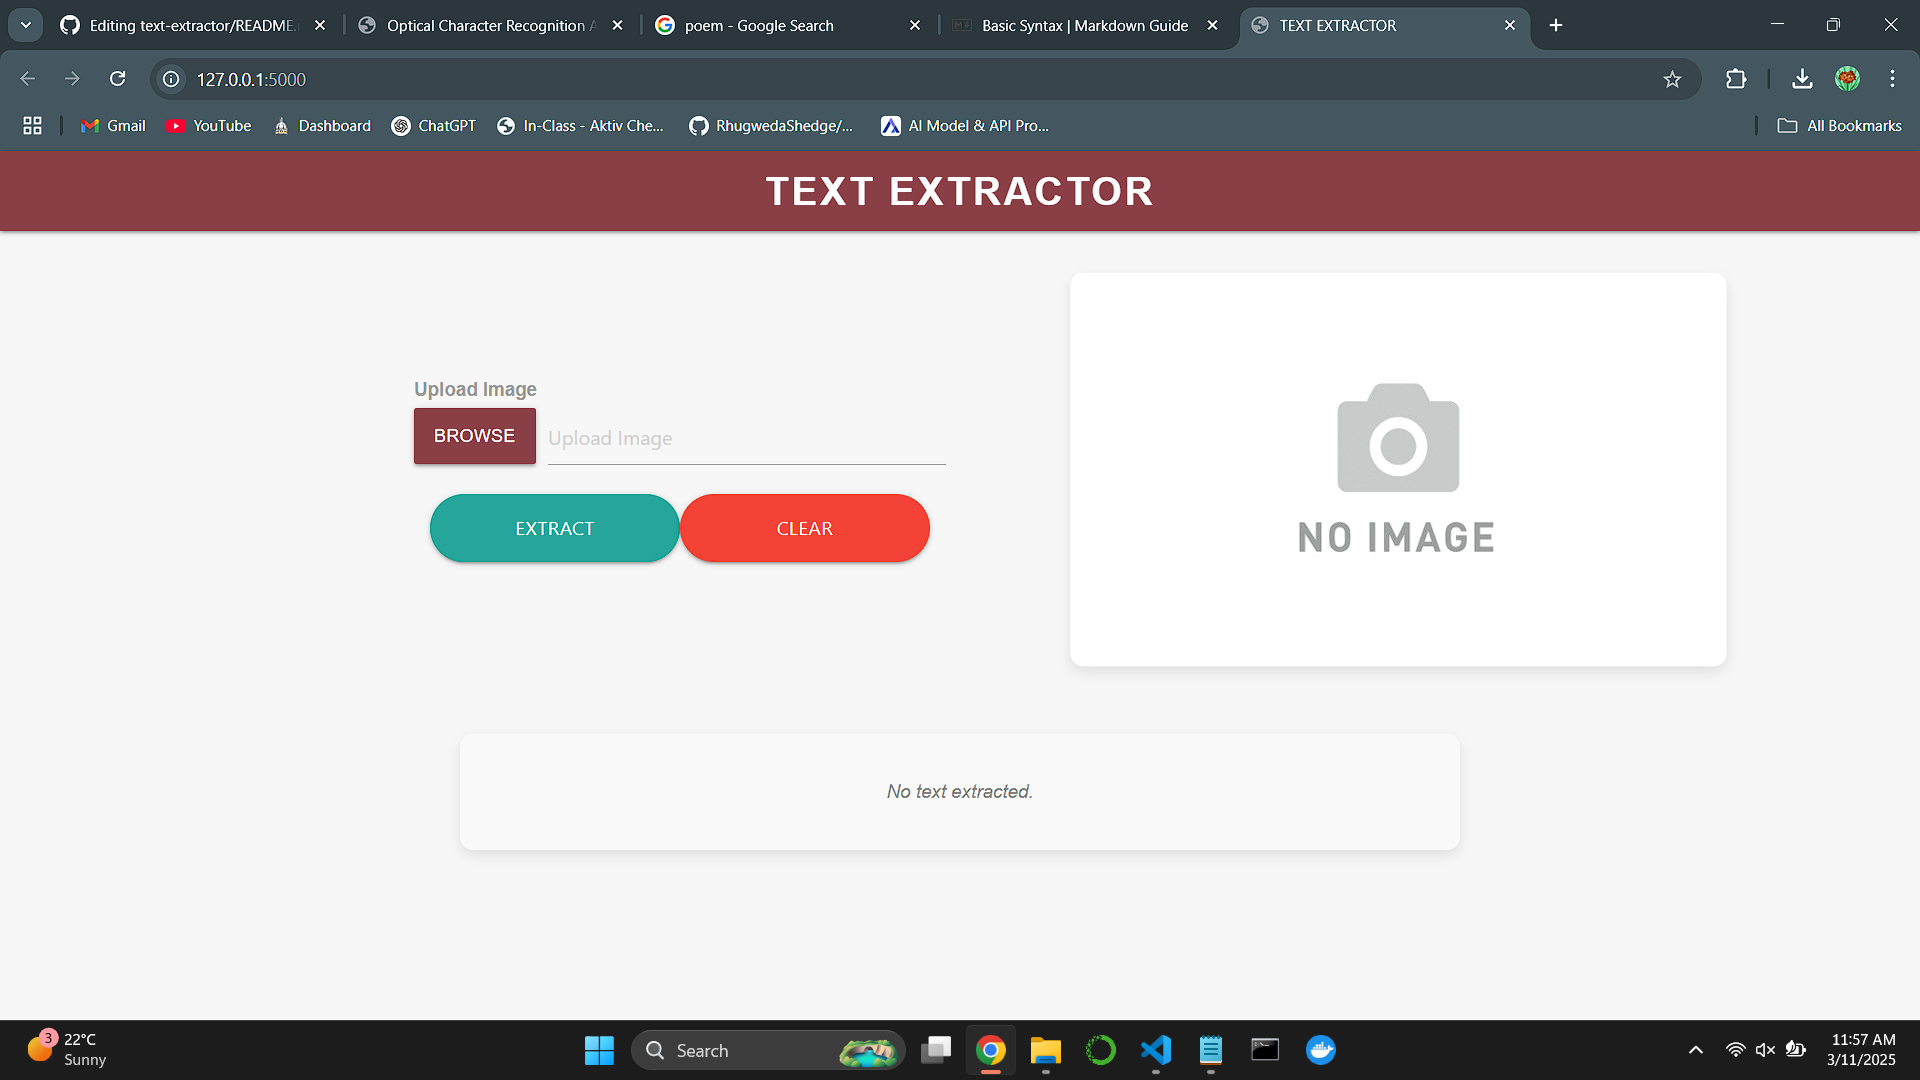 Editing text-extractor/README.
Optical Character Recognition A
poem - Google Search
Basic Syntax | Markdown Guide
TEXT EXTRACTOR
127.0.0.1:5000
Gmail
YouTube
Dashboard
ChatGPT
In-Class - Aktiv Che...
RhugwedaShedge/...
AI Model & API Pro...
All Bookmarks
TEXT EXTRACTOR
Upload Image
BROWSE
Upload Image
EXTRACT
CLEAR
NO IMAGE
No text extracted.
3
22°C
Sunny
Search
11:57 AM
3/11/2025